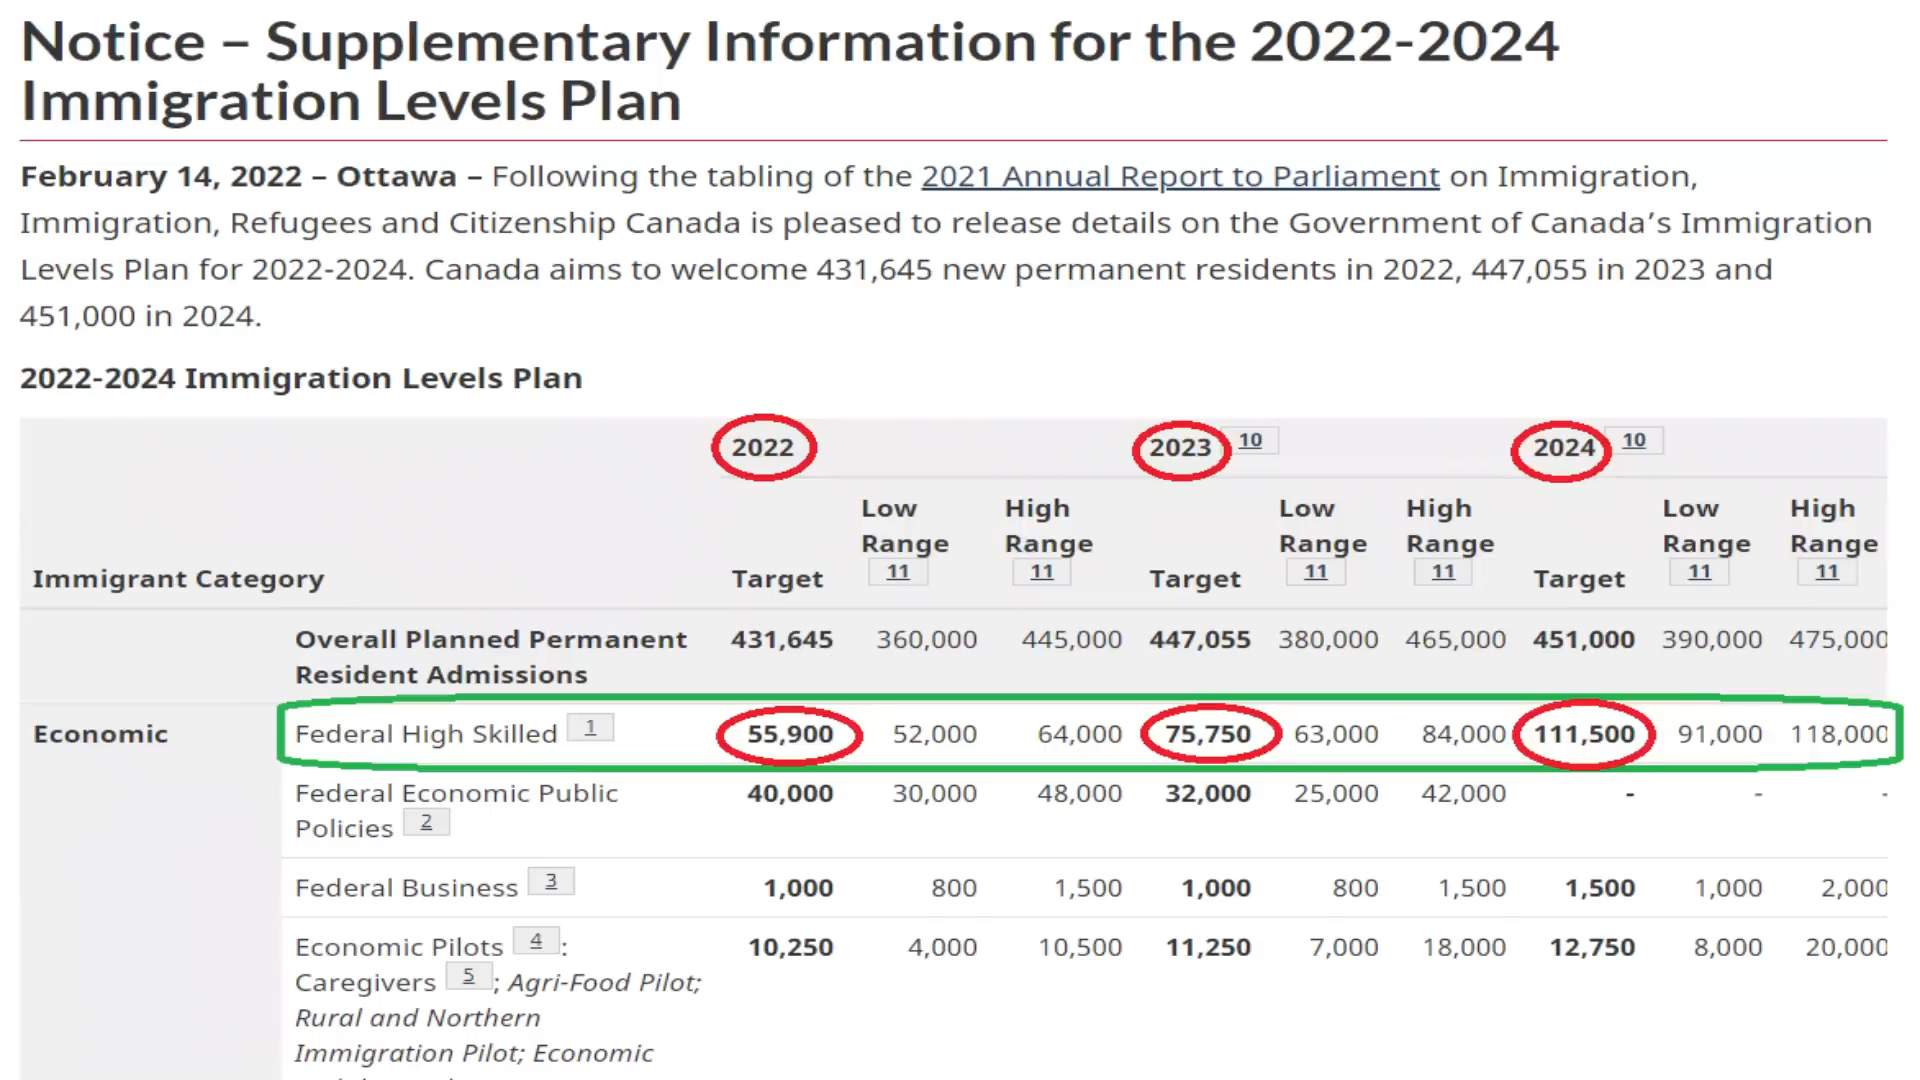 Notice – Supplementary Information for the 2022-2024
Immigration Levels Plan
February 14, 2022 – Ottawa – Following the tabling of the 2021 Annual Report to Parliament on Immigration,
Immigration, Refugees and Citizenship Canada is pleased to release details on the Government of Canada’s Immigration
Levels Plan for 2022-2024. Canada aims to welcome 431,645 new permanent residents in 2022, 447,055 in 2023 and
451,000 in 2024.
2022-2024 Immigration Levels Plan
2022 2023 10 2024 10
Low High Low High Low High
Range Range Range Range Range Range
Immigrant Category Target 11 11 Target 11 11 Target 11 11
Overall Planned Permanent 431,645 360,000 445,000 447,055 380,000 465,000 451,000 390,000 475,000
Resident Admissions
Economic Federal High Skilled 1 55,900 52,000 64,000 75,750 63,000 84,000 111,500 91,000 118,000
Federal Economic Public 40,000 30,000 48,000 32,000 25,000 42,000 - - -
Policies 2
Federal Business 3 1,000 800 1,500 1,000 800 1,500 1,500 1,000 2,000
Economic Pilots 4 : 10,250 4,000 10,500 11,250 7,000 18,000 12,750 8,000 20,000
Caregivers 5 ; Agri-Food Pilot;
Rural and Northern
Immigration Pilot; Economic